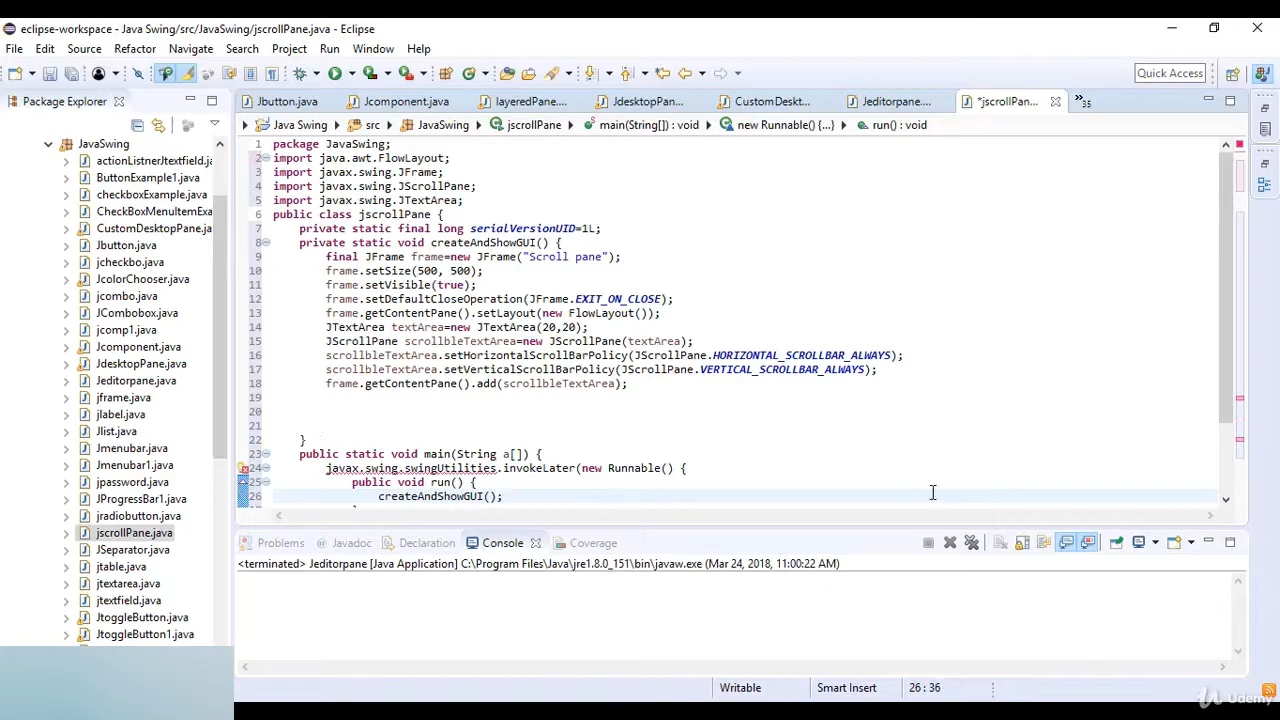 eclipse-workspace - Java Swing/src/JavaSwing/jscrollPane.java - Eclipse
File Edit Source Refactor Navigate Search Project Run Window Help
Quick Access
Package Explorer
Jbutton.java Jcomponent.java layeredPane.... JdesktopPan... CustomDeskt... Jeditorpane.... *jscrollPan... 35
Java Swing src JavaSwing jscrollPane main(String[]) : void new Runnable() {...} run() : void
JavaSwing
actionListnerJtextfield.ja
ButtonExample1.java
checkboxExample.java
CheckBoxMenuItemExa
CustomDesktopPane.ja
Jbutton.java
jcheckbo.java
JcolorChooser.java
jcombo.java
JCombobox.java
jcomp1.java
Jcomponent.java
JdesktopPane.java
Jeditorpane.java
jframe.java
jlabel.java
Jlist.java
Jmenubar.java
Jmenubar1.java
jpassword.java
JProgressBar1.java
jradiobutton.java
jscrollPane.java
JSeparator.java
jtable.java
jtextarea.java
jtextfield.java
JtoggleButton.java
JtoggleButton1.java
1 package JavaSwing;
2 import java.awt.FlowLayout;
3 import javax.swing.JFrame;
4 import javax.swing.JScrollPane;
5 import javax.swing.JTextArea;
6 public class jscrollPane {
7 private static final long serialVersionUID=1L;
8 private static void createAndShowGUI() {
9 final JFrame frame=new JFrame("Scroll pane");
10 frame.setSize(500, 500);
11 frame.setVisible(true);
12 frame.setDefaultCloseOperation(JFrame.EXIT_ON_CLOSE);
13 frame.getContentPane().setLayout(new FlowLayout());
14 JTextArea textArea=new JTextArea(20,20);
15 JScrollPane scrollbleTextArea=new JScrollPane(textArea);
16 scrollbleTextArea.setHorizontalScrollBarPolicy(JScrollPane.HORIZONTAL_SCROLLBAR_ALWAYS);
17 scrollbleTextArea.setVerticalScrollBarPolicy(JScrollPane.VERTICAL_SCROLLBAR_ALWAYS);
18 frame.getContentPane().add(scrollbleTextArea);
19
20
21
22 }
23 public static void main(String a[]) {
24 javax.swing.swingUtilities.invokeLater(new Runnable() {
25 public void run() {
26 createAndShowGUI();
Problems Javadoc Declaration Console Coverage
<terminated> Jeditorpane [Java Application] C:\Program Files\Java\jre1.8.0_151\bin\javaw.exe (Mar 24, 2018, 11:00:22 AM)
Writable Smart Insert 26 : 36
Udemy